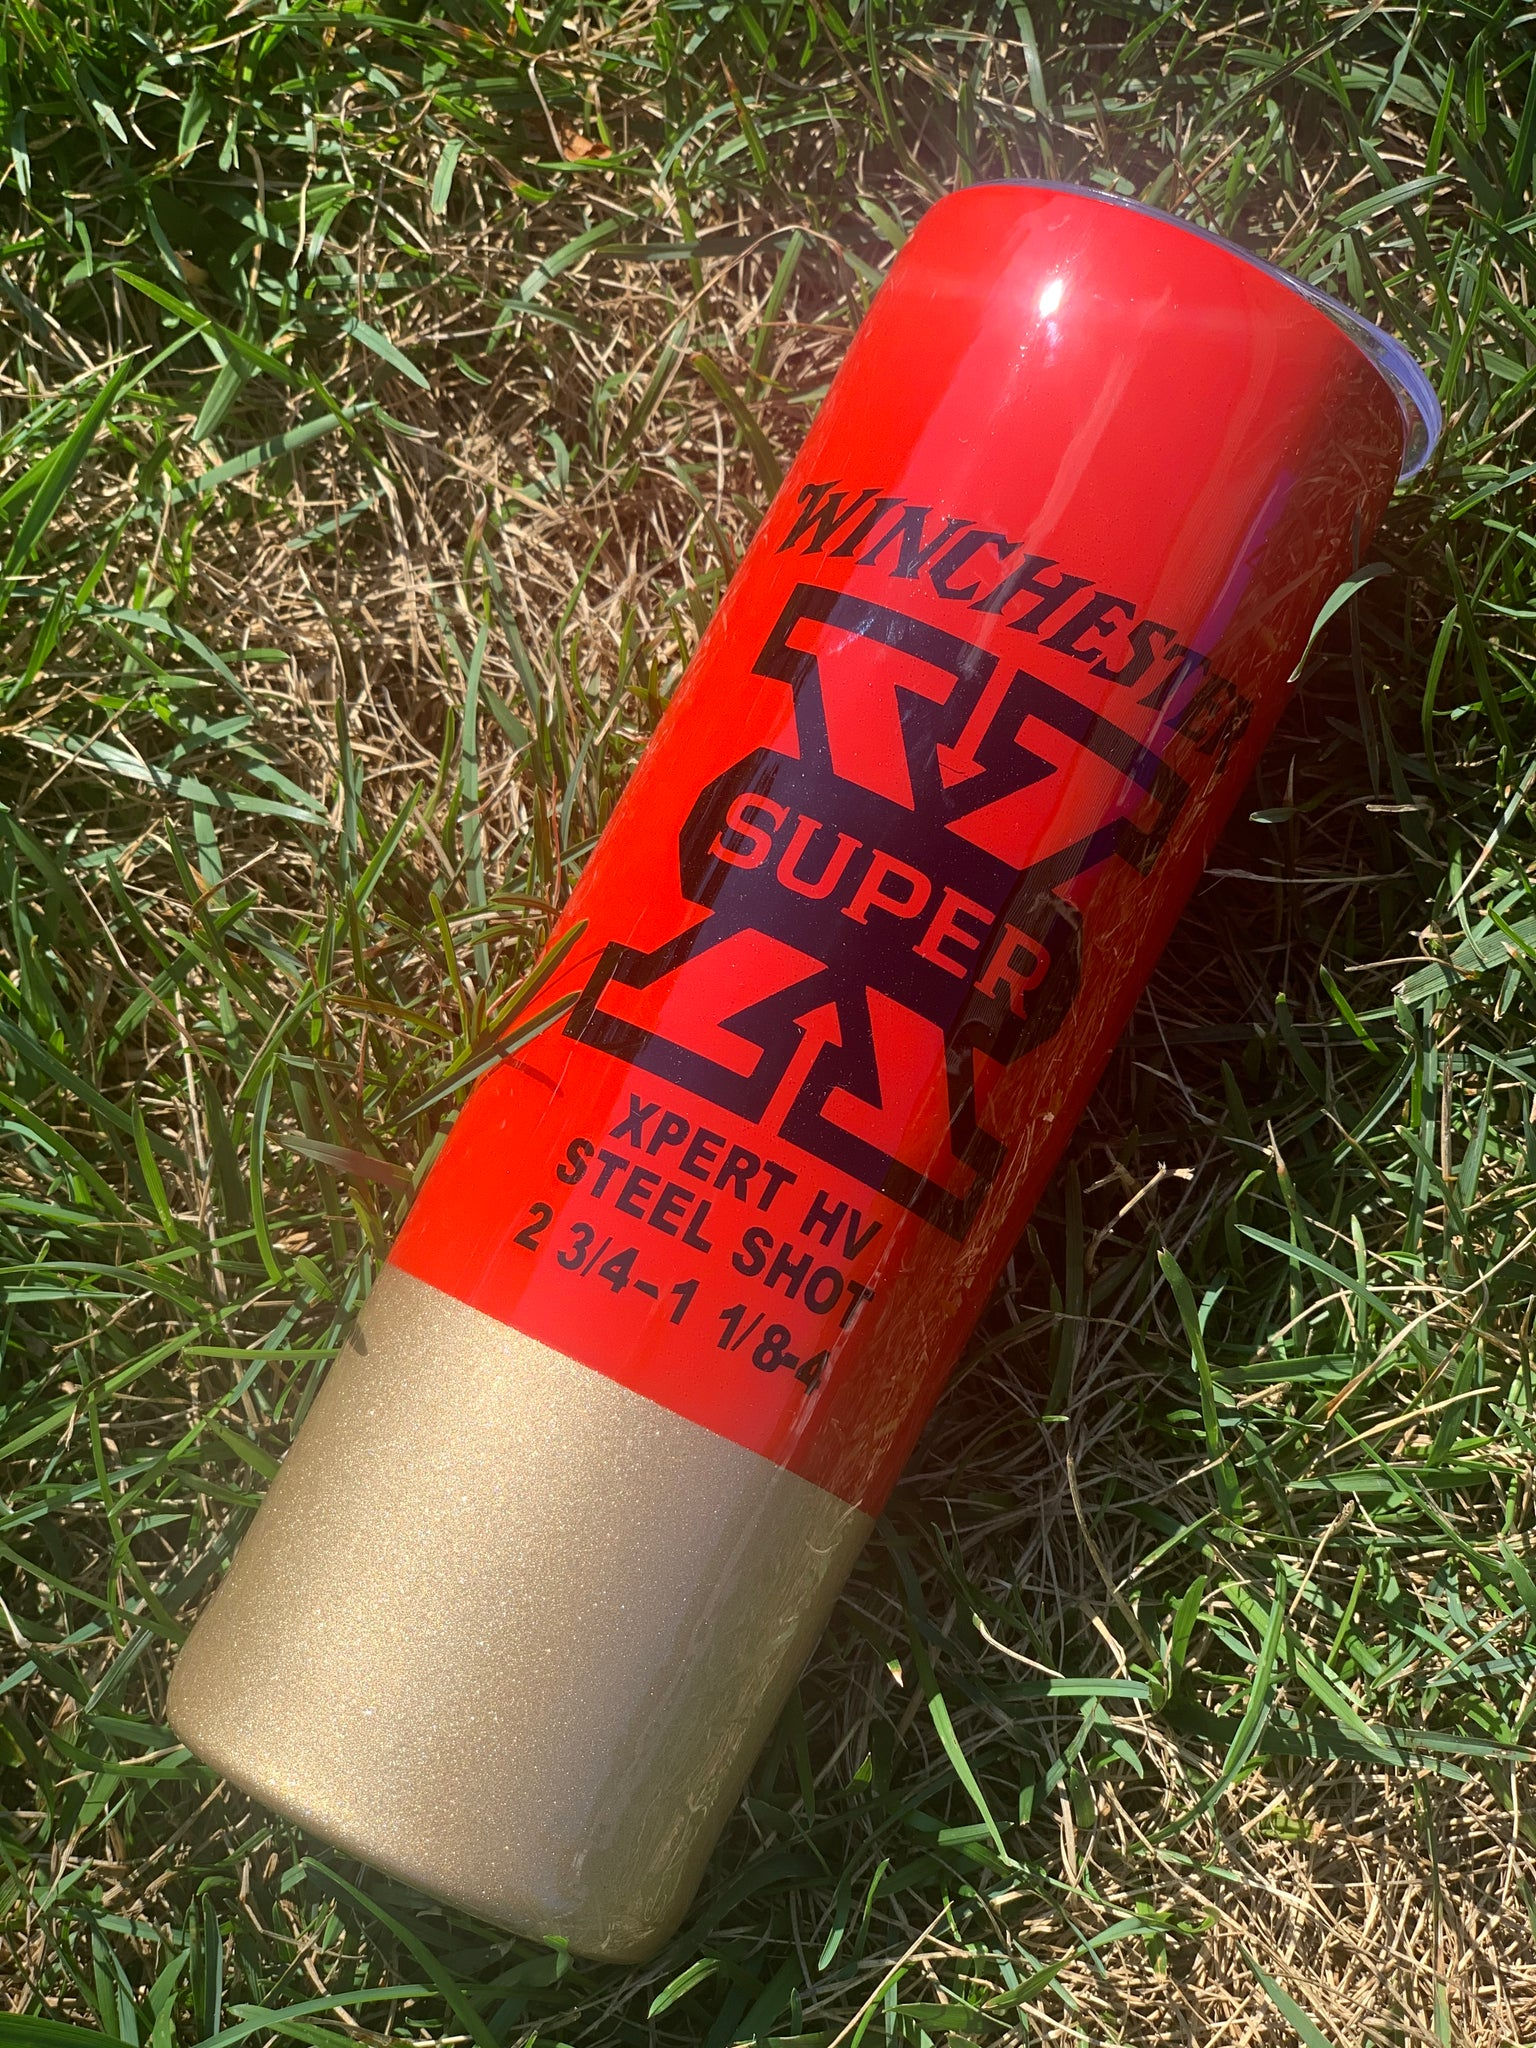 WINCHESTER
SUPER
XPERT HV
STEEL SHOT
2 3/4-1 1/8-4